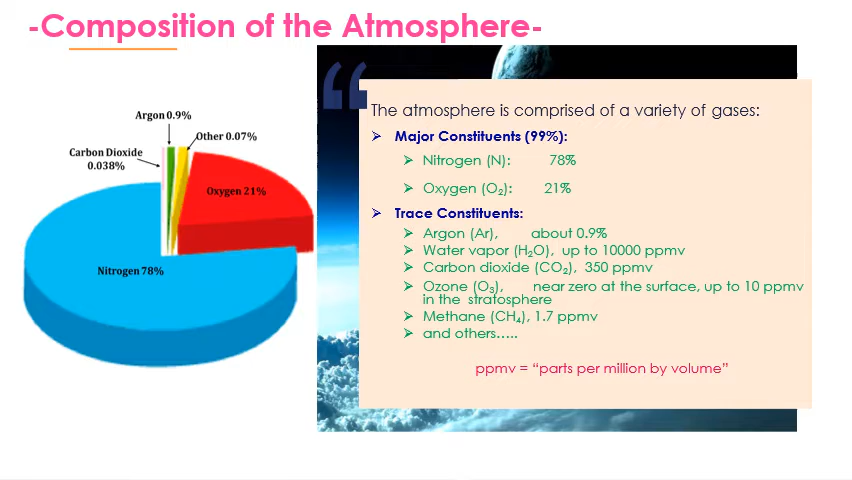 -Composition of the Atmosphere-
“
Argon 0.9%
Other 0.07%
Carbon Dioxide
0.038%
Oxygen 21%
Nitrogen 78%
The atmosphere is comprised of a variety of gases:
➢ Major Constituents (99%):
➢ Nitrogen (N): 78%
➢ Oxygen (O₂): 21%
➢ Trace Constituents:
➢ Argon (Ar), about 0.9%
➢ Water vapor (H₂O), up to 10000 ppmv
➢ Carbon dioxide (CO₂), 350 ppmv
➢ Ozone (O₃), near zero at the surface, up to 10 ppmv
in the stratosphere
➢ Methane (CH₄), 1.7 ppmv
➢ and others…..
ppmv = “parts per million by volume”